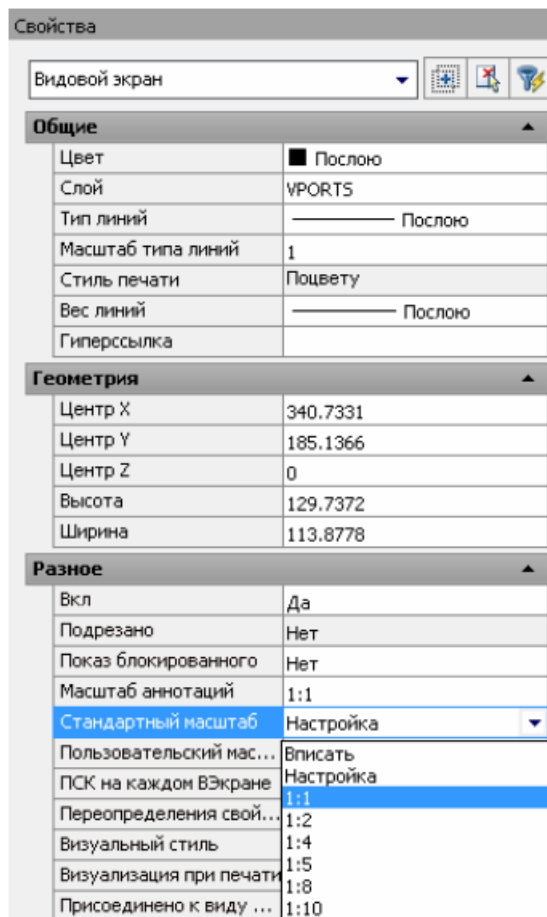 Свойства
Видовой экран
Общие
Цвет Послою
Слой VPORTS
Тип линий Послою
Масштаб типа линий 1
Стиль печати Поцвету
Вес линий Послою
Гиперссылка
Геометрия
Центр X 340.7331
Центр Y 185.1366
Центр Z 0
Высота 129.7372
Ширина 113.8778
Разное
Вкл Да
Подрезано Нет
Показ блокированного Нет
Масштаб аннотаций 1:1
Стандартный масштаб Настройка
Пользовательский мас... Вписать
ПСК на каждом ВЭкране Настройка
1:1
Переопределения свой... 1:2
Визуальный стиль 1:4
1:5
Визуализация при печати 1:8
Присоединено к виду ... 1:10